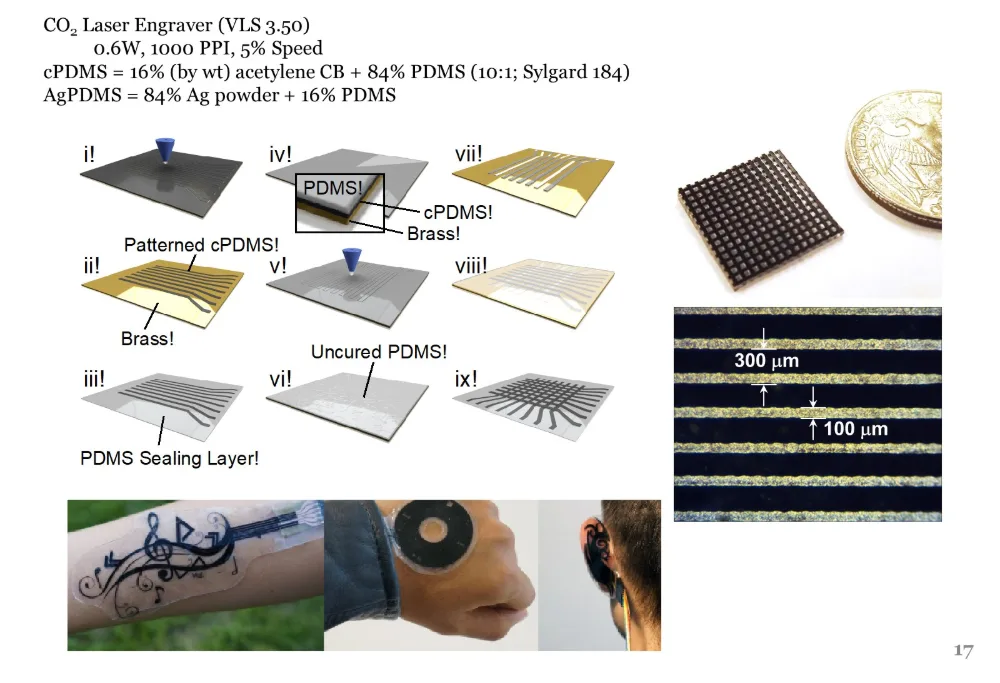 CO₂ Laser Engraver (VLS 3.50)
0.6W, 1000 PPI, 5% Speed
cPDMS = 16% (by wt) acetylene CB + 84% PDMS (10:1; Sylgard 184)
AgPDMS = 84% Ag powder + 16% PDMS
i!
iv!
PDMS!
cPDMS!
Brass!
vii!
Patterned cPDMS!
ii!
Brass!
v!
viii!
Uncured PDMS!
iii!
PDMS Sealing Layer!
vi!
ix!
300 µm
100 µm
17